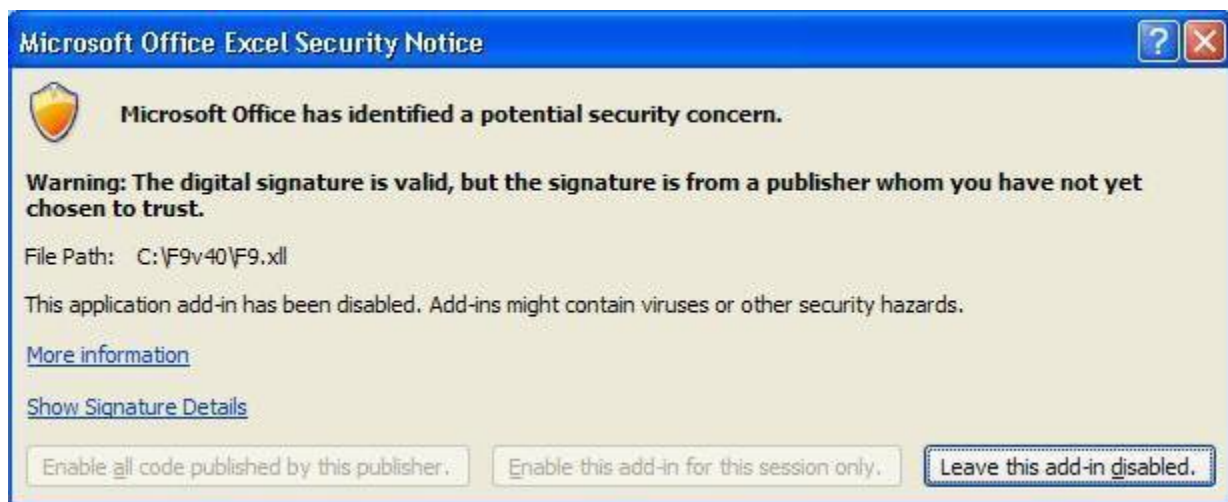 Microsoft Office Excel Security Notice
Microsoft Office has identified a potential security concern.
Warning: The digital signature is valid, but the signature is from a publisher whom you have not yet
chosen to trust.
File Path: C:\F9v40\F9.xll
This application add-in has been disabled. Add-ins might contain viruses or other security hazards.
More information
Show Signature Details
Enable all code published by this publisher. Enable this add-in for this session only. Leave this add-in disabled.